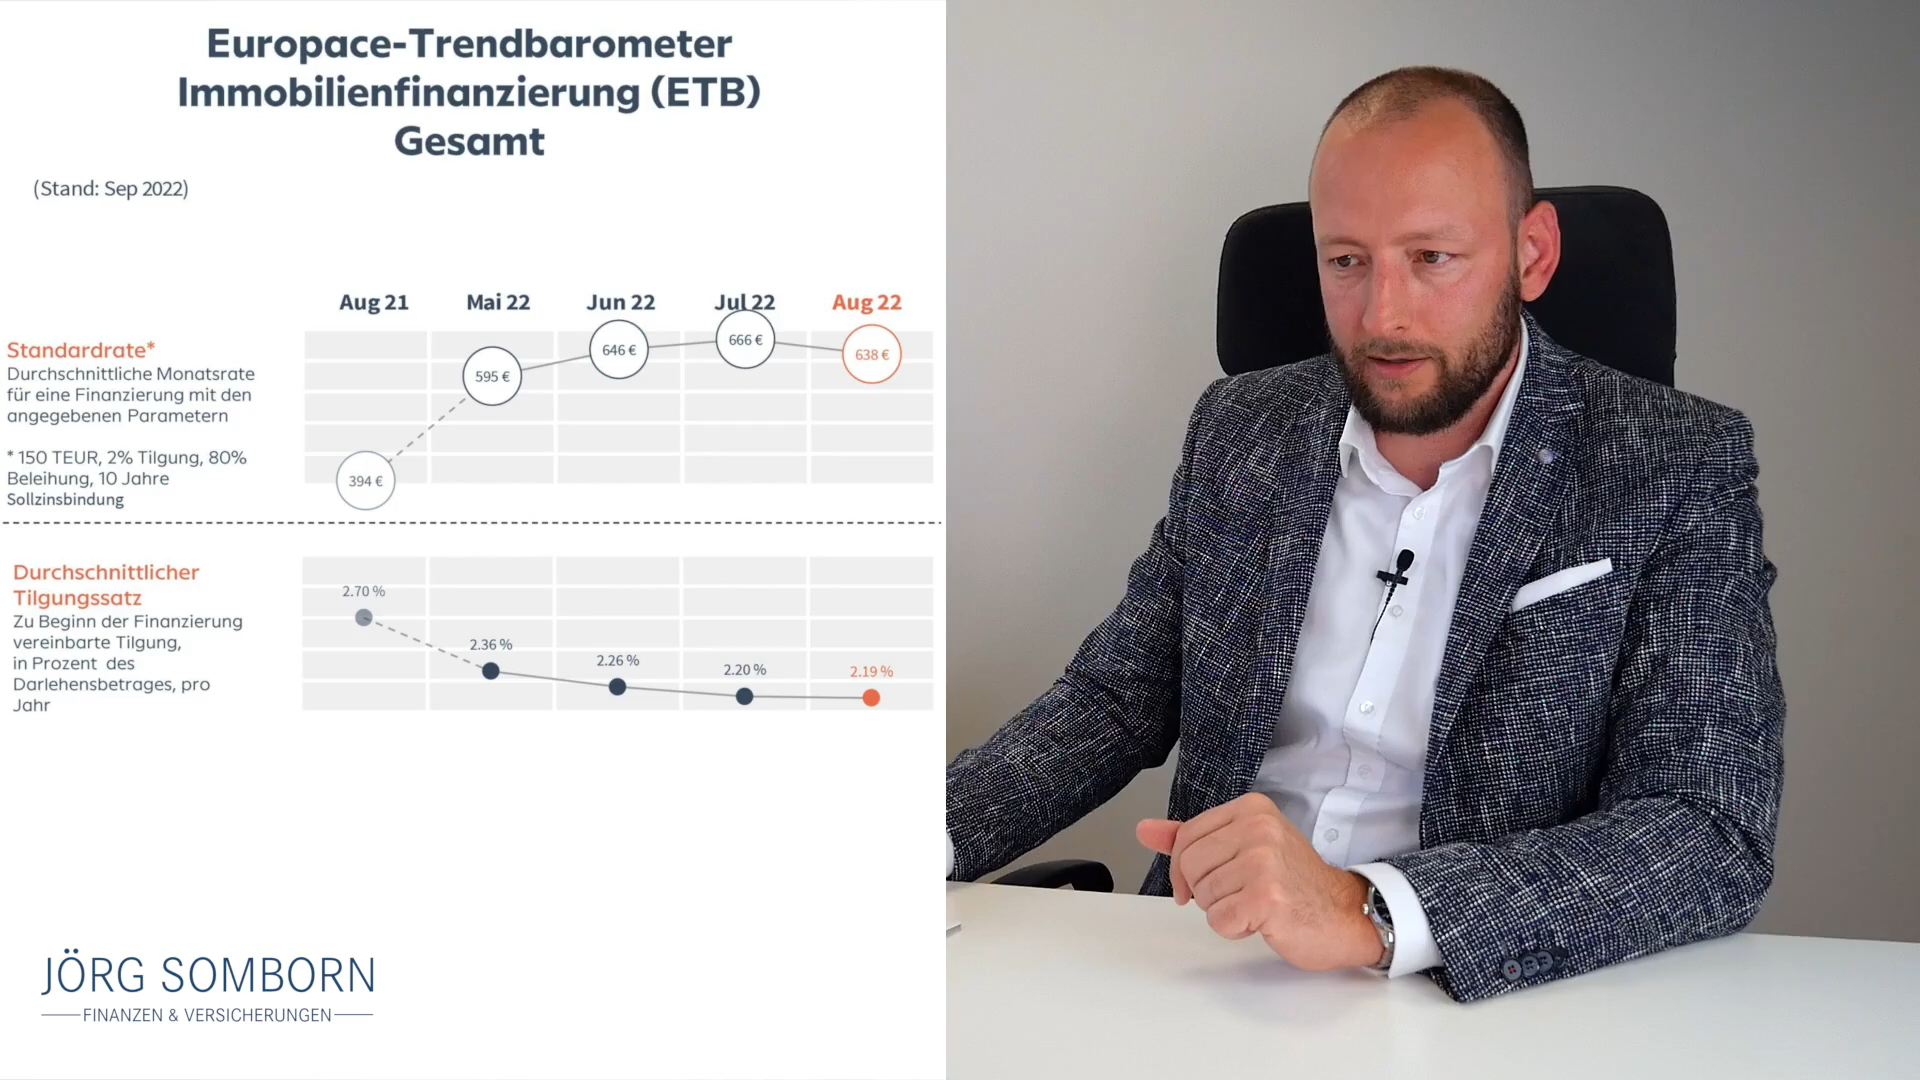 Europace-Trendbarometer
Immobilienfinanzierung (ETB)
Gesamt
(Stand: Sep 2022)
Aug 21 Mai 22 Jun 22 Jul 22 Aug 22
Standardrate*
Durchschnittliche Monatsrate
für eine Finanzierung mit den
angegebenen Parametern
* 150 TEUR, 2% Tilgung, 80%
Beleihung, 10 Jahre
Sollzinsbindung
394 € 595 € 646 € 666 € 638 €
Durchschnittlicher
Tilgungssatz
Zu Beginn der Finanzierung
vereinbarte Tilgung,
in Prozent des
Darlehensbetrages, pro
Jahr
2.70 % 2.36 % 2.26 % 2.20 % 2.19 %
JÖRG SOMBORN
FINANZEN & VERSICHERUNGEN